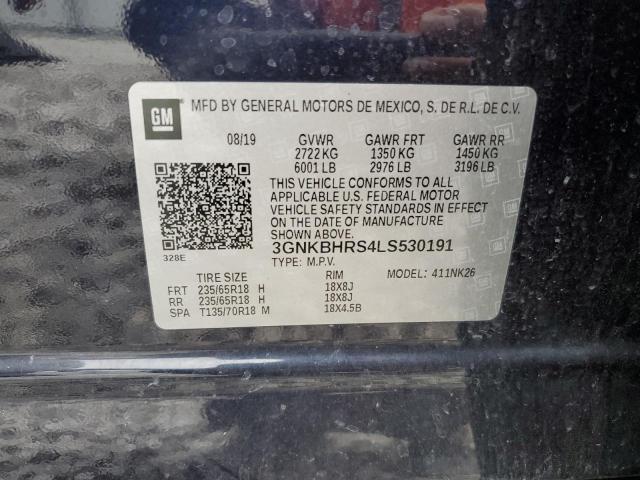 GM
MFD BY GENERAL MOTORS DE MEXICO, S. DE R.L. DE C.V.
08/19 GVWR GAWR FRT GAWR RR
2722 KG 1350 KG 1450 KG
6001 LB 2976 LB 3196 LB
THIS VEHICLE CONFORMS TO ALL
APPLICABLE U.S. FEDERAL MOTOR
VEHICLE SAFETY STANDARDS IN EFFECT
ON THE DATE OF MANUFACTURE
SHOWN ABOVE.
3GNKBHRS4LS530191
328E
TYPE: M.P.V. MODEL: 411NK26
TIRE SIZE RIM
FRT 235/65R18 H 18X8J
RR 235/65R18 H 18X8J
SPA T135/70R18 M 18X4.5B